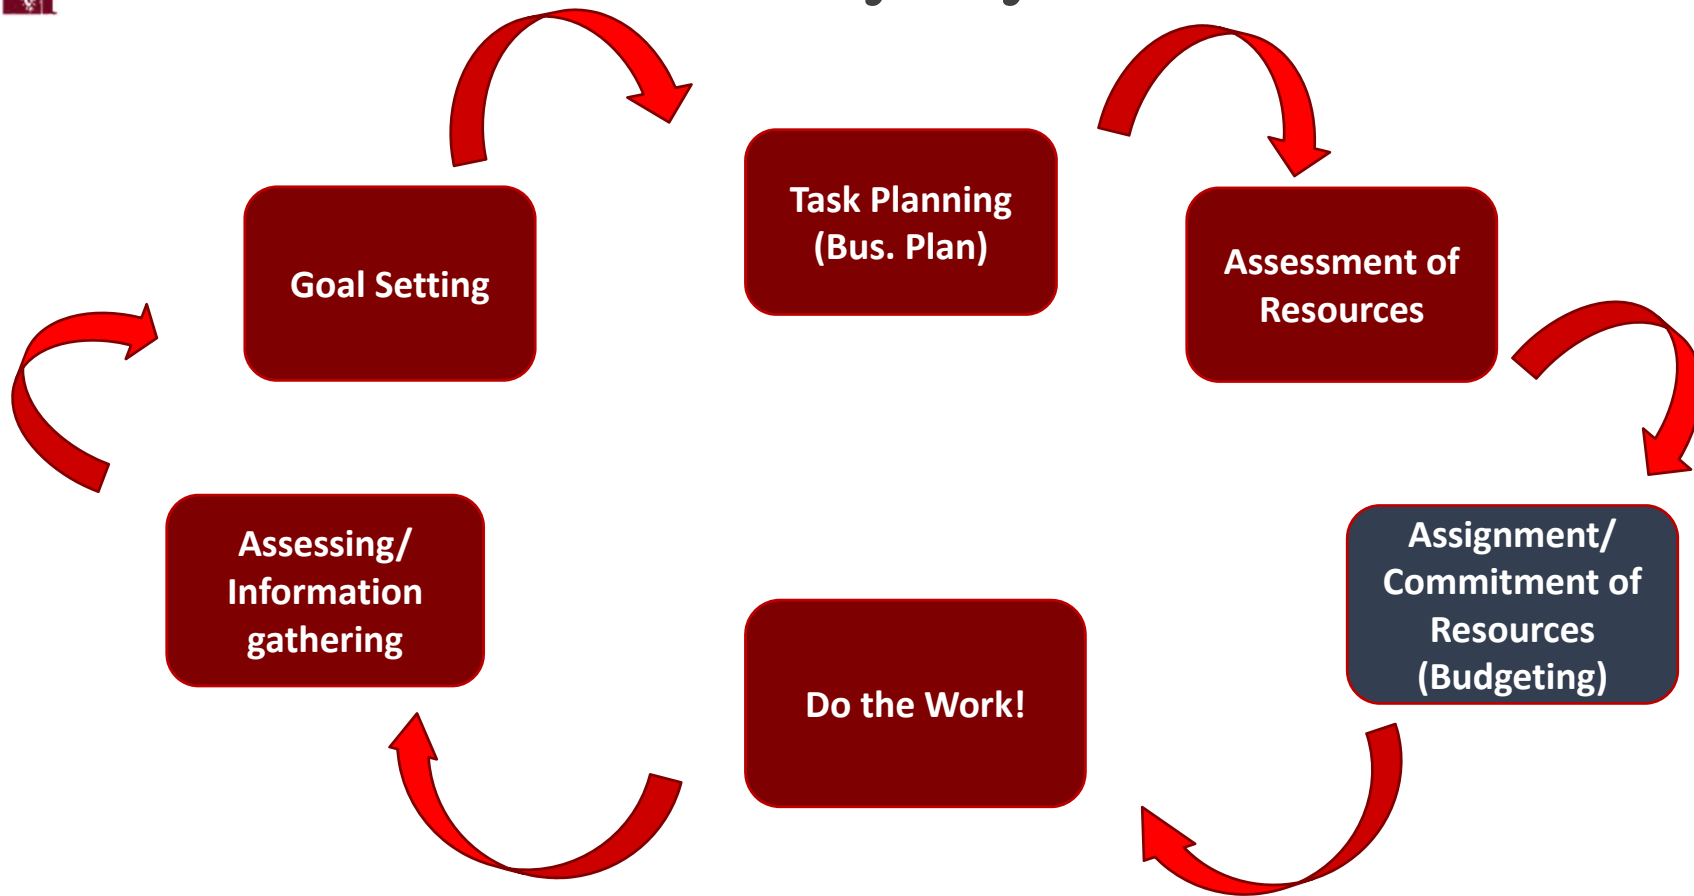 Goal Setting
Task Planning
(Bus. Plan)
Assessment of
Resources
Assignment/
Commitment of
Resources
(Budgeting)
Do the Work!
Assessing/
Information
gathering